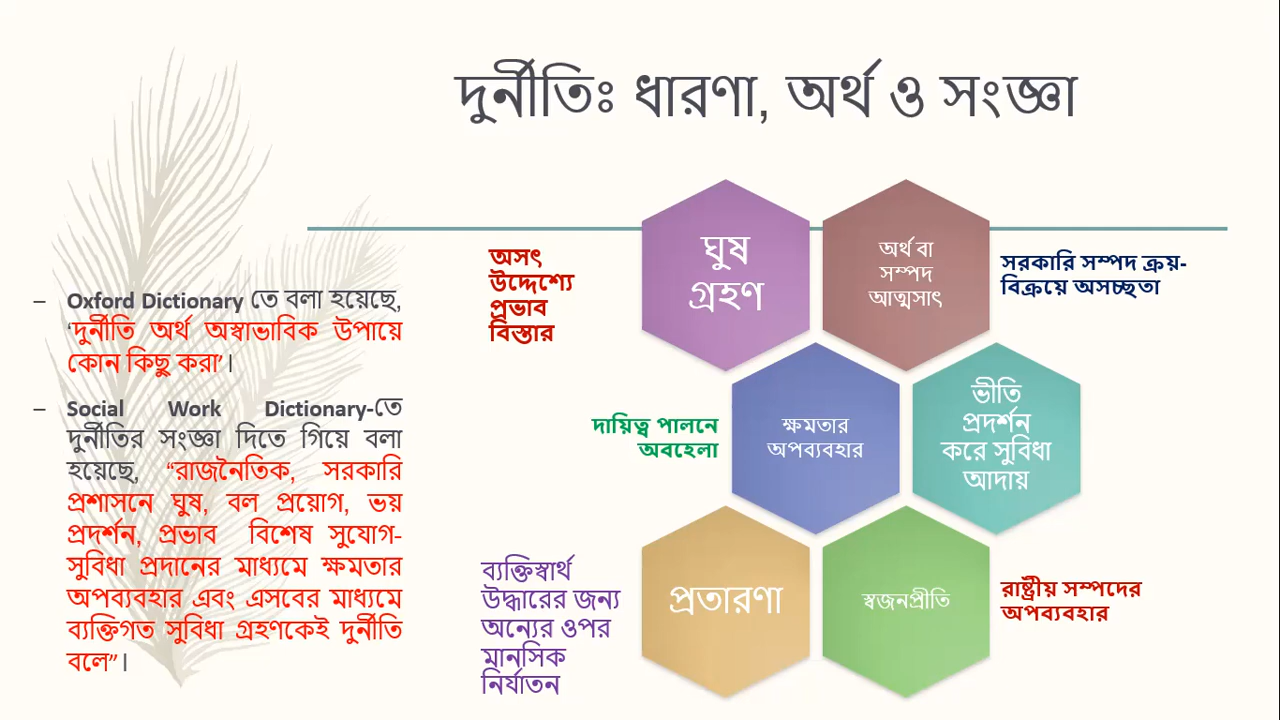 দুর্নীতিঃ ধারণা, অর্থ ও সংজ্ঞা
– Oxford Dictionary তে বলা হয়েছে,
‘দুর্নীতি অর্থ অস্বাভাবিক উপায়ে
কোন কিছু করা’।
– Social Work Dictionary-তে
দুর্নীতির সংজ্ঞা দিতে গিয়ে বলা
হয়েছে, “রাজনৈতিক, সরকারি
প্রশাসনে ঘুষ, বল প্রয়োগ, ভয়
প্রদর্শন, প্রভাব বিশেষ সুযোগ-
সুবিধা প্রদানের মাধ্যমে ক্ষমতার
অপব্যবহার এবং এসবের মাধ্যমে
ব্যক্তিগত সুবিধা গ্রহণকেই দুর্নীতি
বলে”।
অসৎ
উদ্দেশ্যে
প্রভাব
বিস্তার
ঘুষ
গ্রহণ
অর্থ বা
সম্পদ
আত্মসাৎ
সরকারি সম্পদ ক্রয়-
বিক্রয়ে অসচ্ছতা
দায়িত্ব পালনে
অবহেলা
ক্ষমতার
অপব্যবহার
ভীতি
প্রদর্শন
করে সুবিধা
আদায়
ব্যক্তিস্বার্থ
উদ্ধারের জন্য
অন্যের ওপর
মানসিক
নির্যাতন
প্রতারণা
স্বজনপ্রীতি
রাষ্ট্রীয় সম্পদের
অপব্যবহার